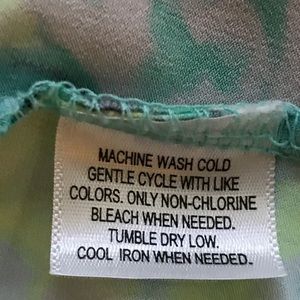 MACHINE WASH COLD
GENTLE CYCLE WITH LIKE
COLORS. ONLY NON-CHLORINE
BLEACH WHEN NEEDED.
TUMBLE DRY LOW.
COOL IRON WHEN NEEDED.